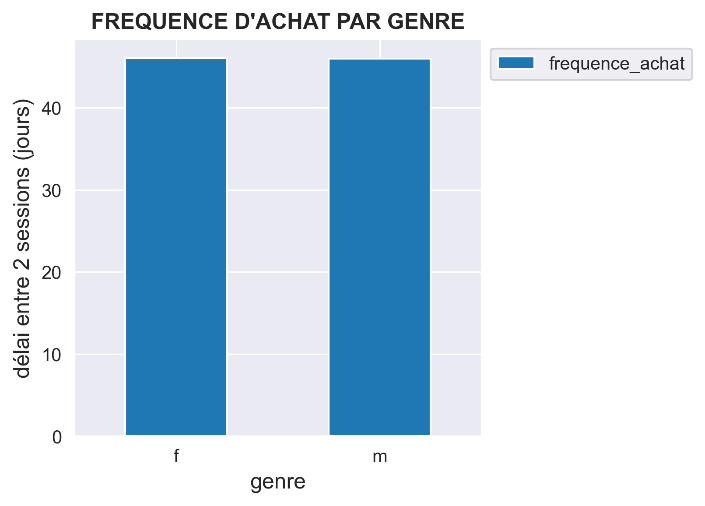 FREQUENCE D'ACHAT PAR GENRE
frequence_achat
délai entre 2 sessions (jours)
40
30
20
10
0
f m
genre